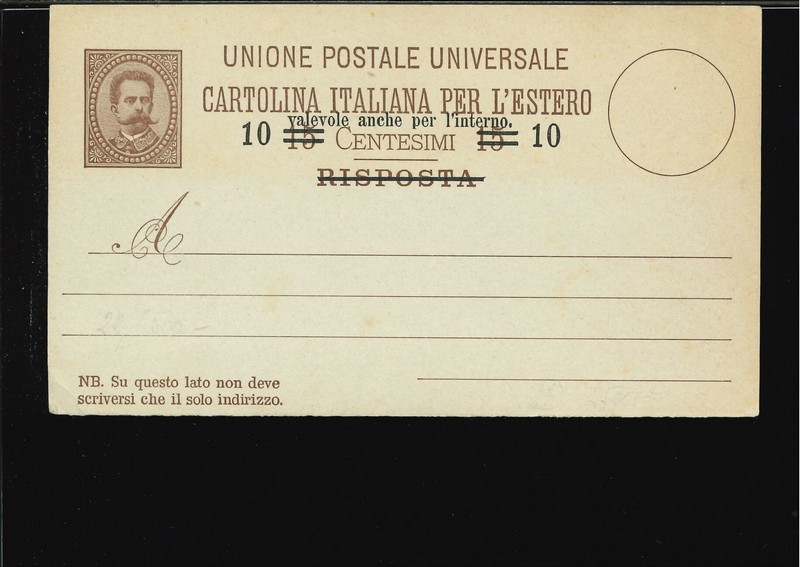 UNIONE POSTALE UNIVERSALE
CARTOLINA ITALIANA PER L'ESTERO
valevole anche per l'interno.
10 15 CENTESIMI 15 10
RISPOSTA
A
NB. Su questo lato non deve
scriversi che il solo indirizzo.